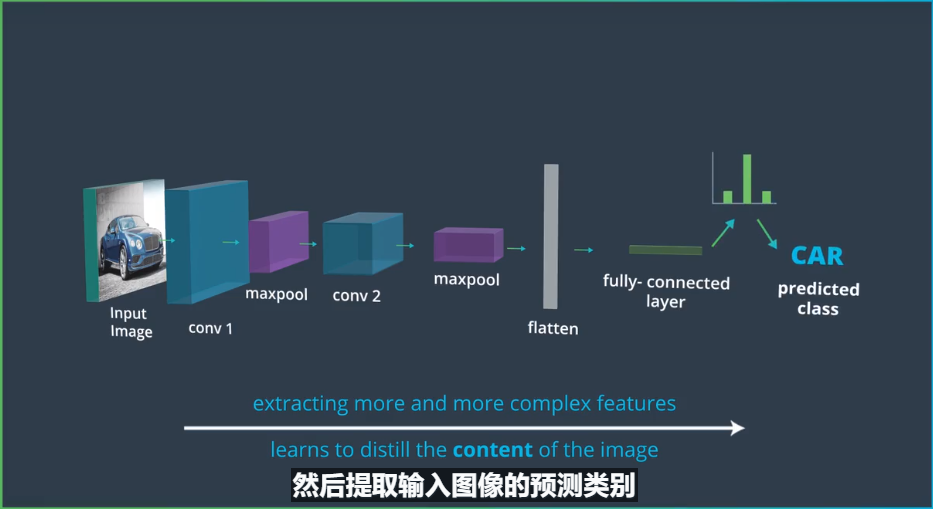 Input
Image
conv 1
maxpool
conv 2
maxpool
flatten
fully- connected
layer
CAR
predicted
class
extracting more and more complex features
learns to distill the content of the image
然后提取输入图像的预测类别